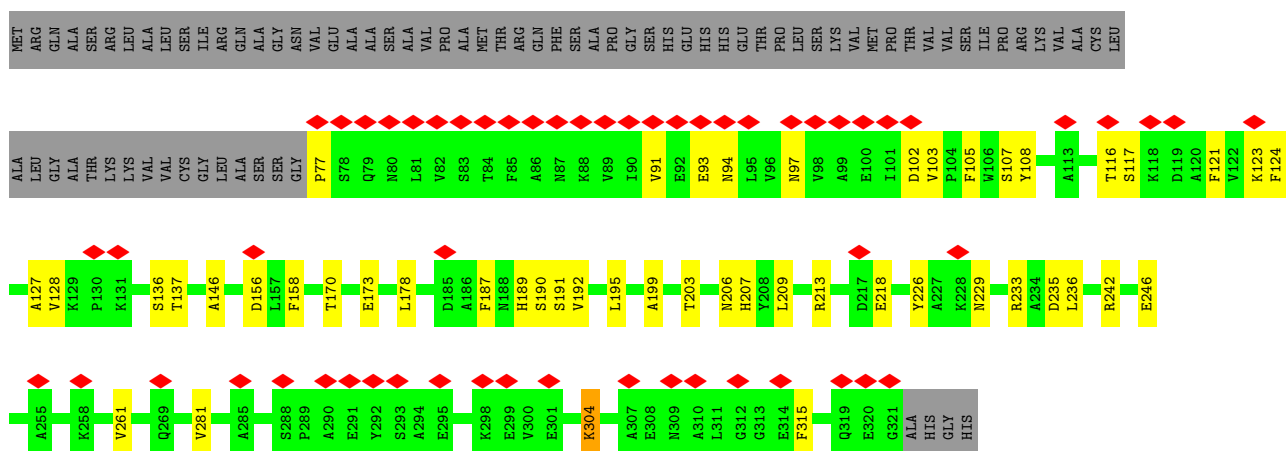 MET ARG GLN ALA SER ARG LEU ALA LEU SER ILE ARG GLN ALA GLY ASN VAL GLU ALA ALA SER ALA VAL PRO ALA MET THR ARG GLN PHE SER ALA PRO GLY SER HIS GLU HIS HIS GLU THR PRO LEU SER LYS VAL MET PRO THR VAL VAL SER ILE PRO ARG LYS VAL ALA CYS LEU
ALA LEU GLY ALA THR LYS LYS VAL VAL CYS GLY LEU ALA SER SER GLY P77 S78 Q79 N80 L81 V82 S83 T84 F85 A86 N87 K88 V89 I90 V91 E92 E93 N94 L95 V96 N97 V98 A99 E100 I101 D102 V103 P104 F105 W106 S107 Y108 A113 T116 S117 K118 D119 A120 F121 V122 K123 F124
A127 V128 K129 P130 K131 S136 T137 A146 D156 L157 F158 T170 E173 L178 D185 A186 F187 N188 H189 S190 S191 V192 L195 A199 T203 N206 H207 Y208 L209 R213 D217 E218 Y226 A227 K228 N229 R233 A234 D235 L236 R242 E246
A255 K258 V261 Q269 V281 A285 S288 P289 A290 E291 Y292 S293 A294 E295 K298 E299 V300 E301 K304 A307 E308 N309 A310 L311 G312 G313 E314 F315 Q319 E320 G321 ALA HIS GLY HIS